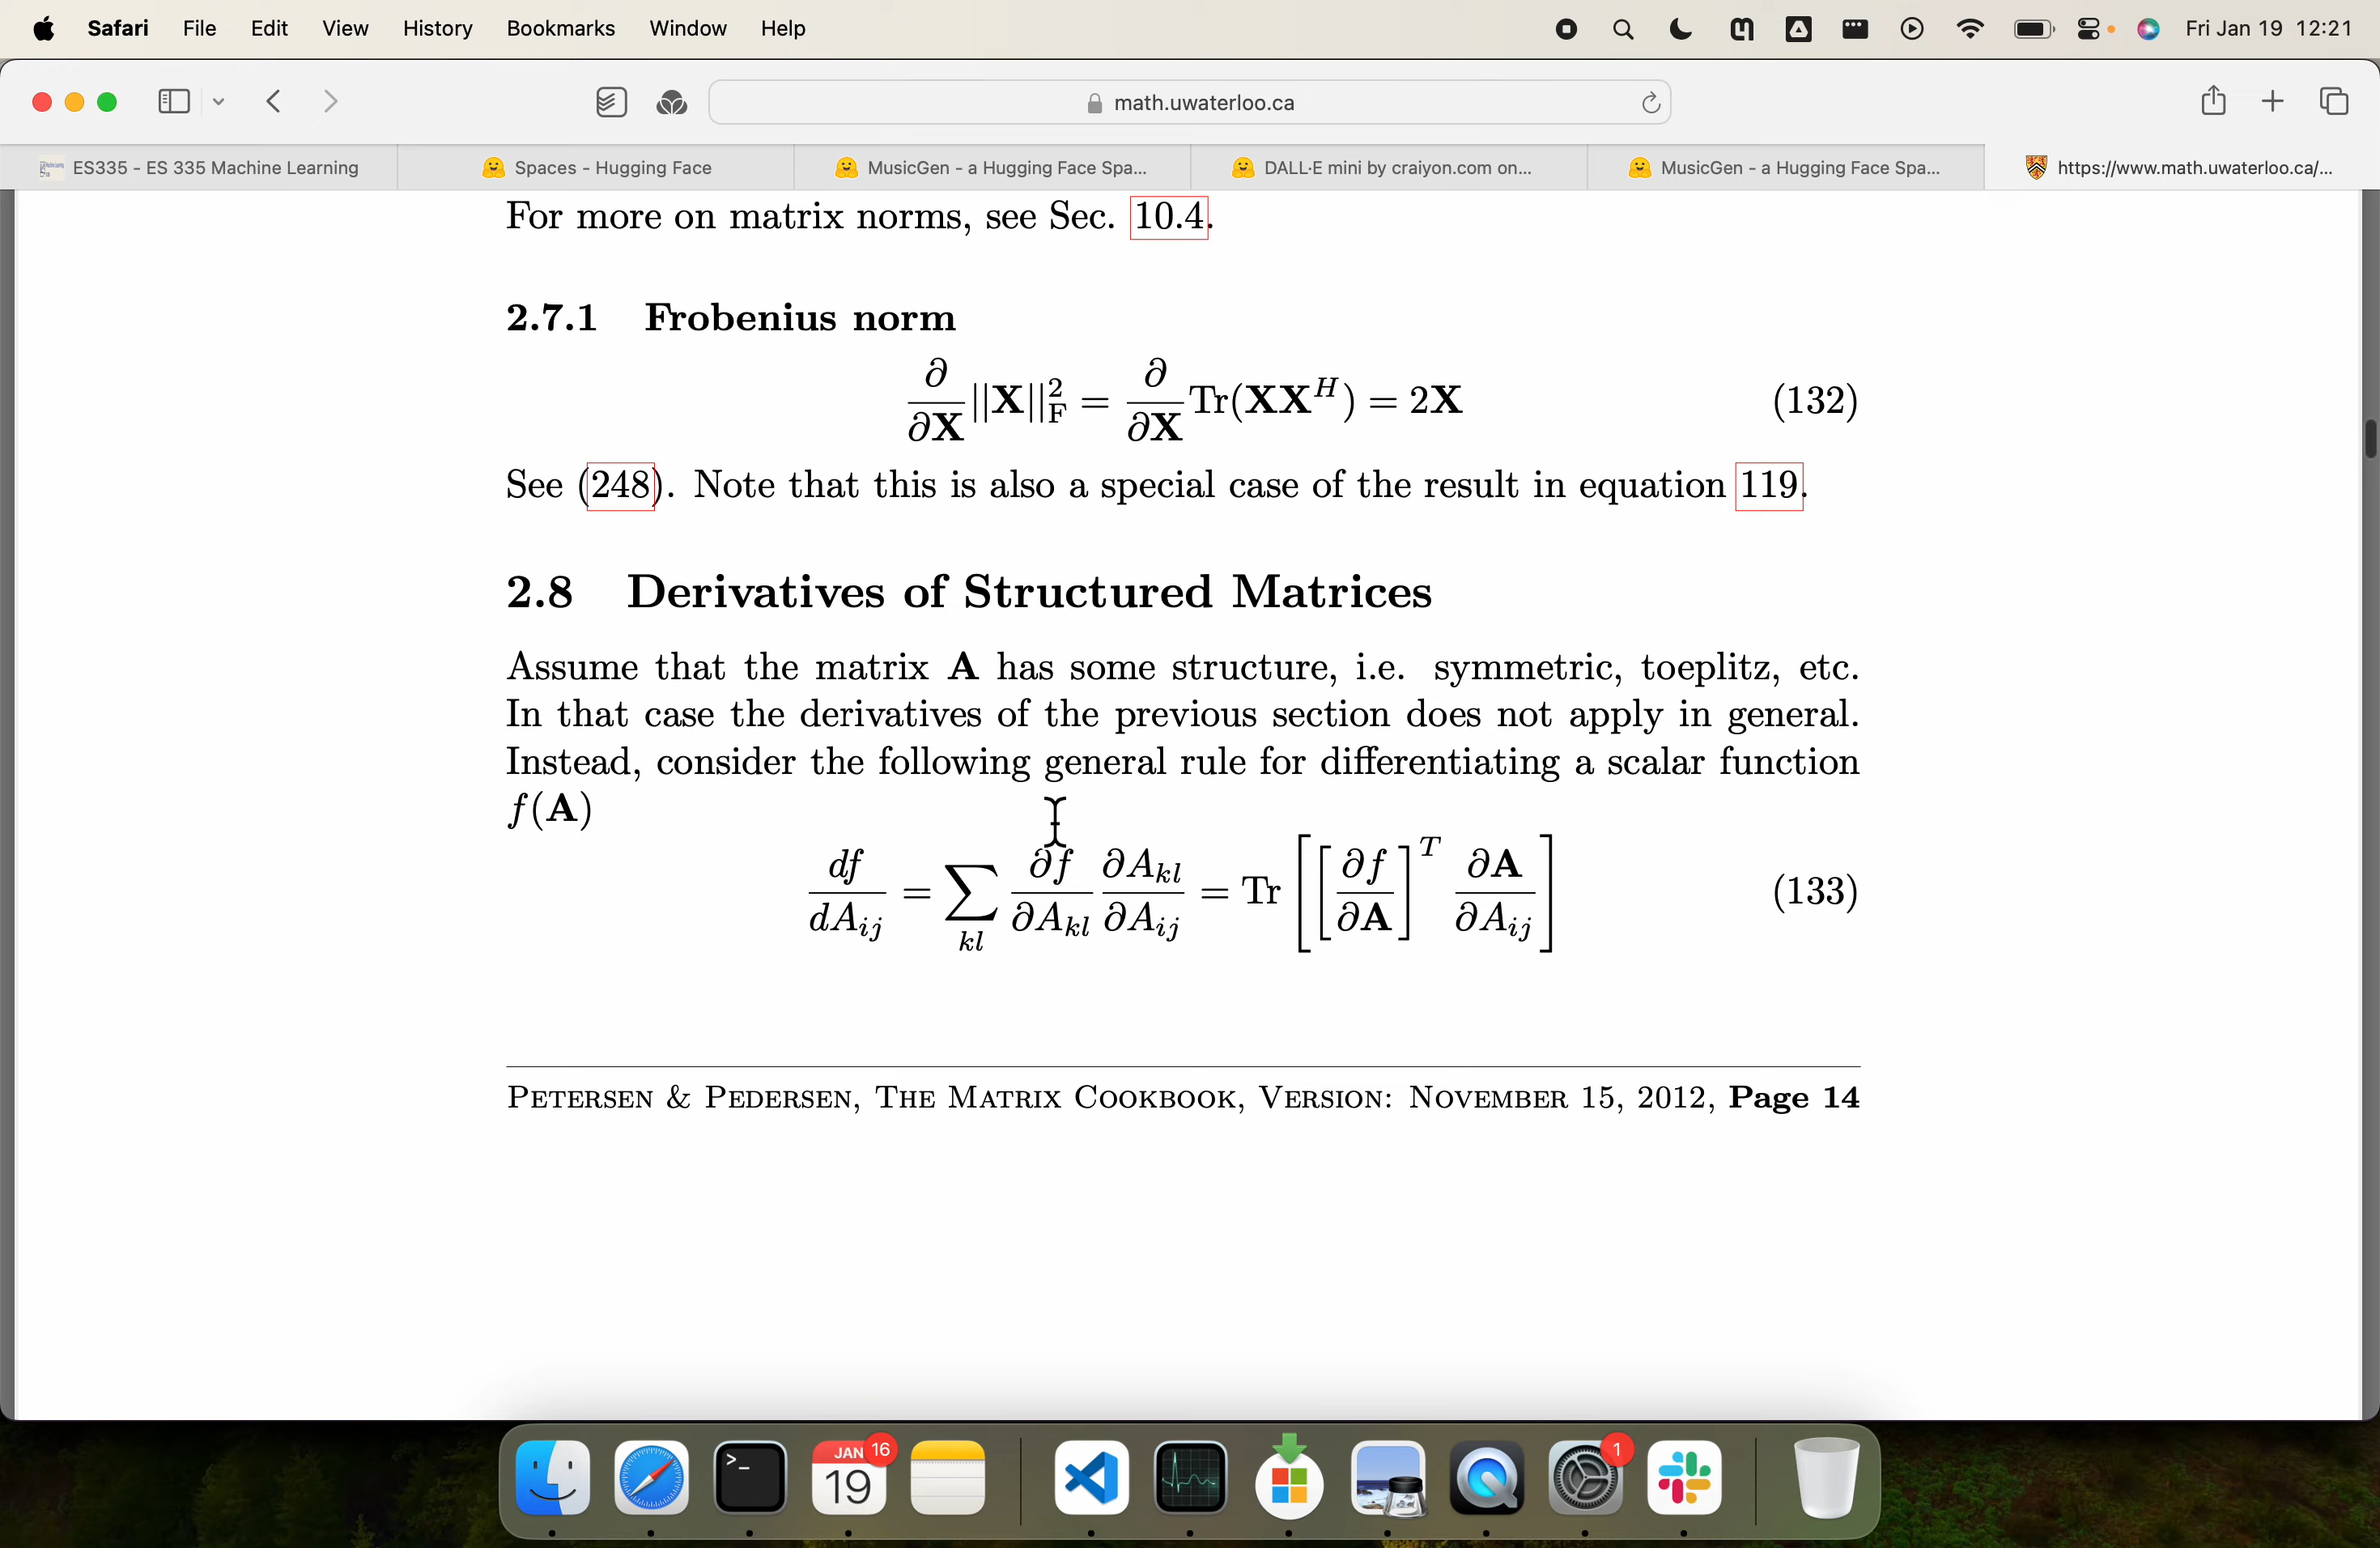 Safari File Edit View History Bookmarks Window Help Fri Jan 19 12:21
math.uwaterloo.ca
ES335 - ES 335 Machine Learning
Spaces - Hugging Face
MusicGen - a Hugging Face Spa...
DALL·E mini by craiyon.com on...
MusicGen - a Hugging Face Spa...
https://www.math.uwaterloo.ca/...
For more on matrix norms, see Sec. 10.4.
2.7.1 Frobenius norm
∂/∂X ||X||²_F = ∂/∂X Tr(XX^H) = 2X (132)
See (248). Note that this is also a special case of the result in equation 119.
2.8 Derivatives of Structured Matrices
Assume that the matrix A has some structure, i.e. symmetric, toeplitz, etc.
In that case the derivatives of the previous section does not apply in general.
Instead, consider the following general rule for differentiating a scalar function
f(A)
df/dA_ij = ∑_kl ∂f/∂A_kl ∂A_kl/∂A_ij = Tr[[∂f/∂A]^T ∂A/∂A_ij] (133)
PETERSEN & PEDERSEN, THE MATRIX COOKBOOK, VERSION: NOVEMBER 15, 2012, Page 14
JAN 16
19
1